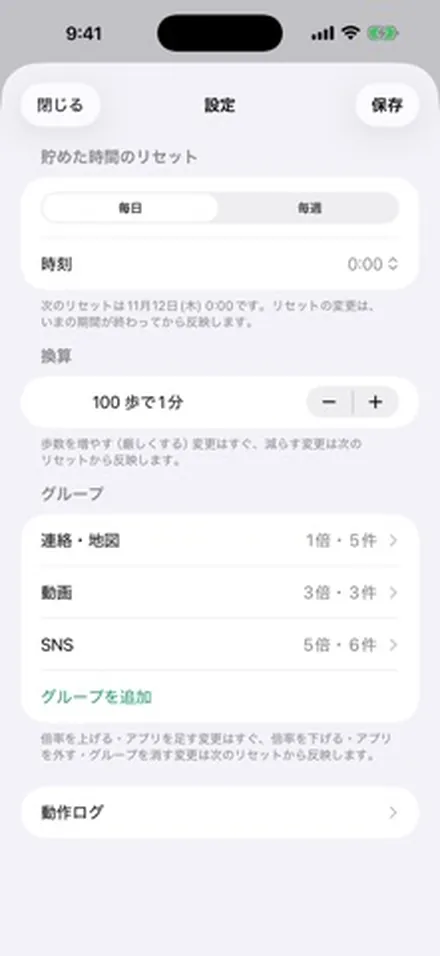 9:41
閉じる 設定 保存
貯めた時間のリセット
毎日 毎週
時刻 0:00
次のリセットは11月12日(木) 0:00です。リセットの変更は、
いまの期間が終わってから反映します。
換算
100 歩で1分 − +
歩数を増やす（厳しくする）変更はすぐ、減らす変更は次の
リセットから反映します。
グループ
連絡・地図 1倍・5件
動画 3倍・3件
SNS 5倍・6件
グループを追加
倍率を上げる・アプリを足す変更はすぐ、倍率を下げる・アプリ
を外す・グループを消す変更は次のリセットから反映します。
動作ログ